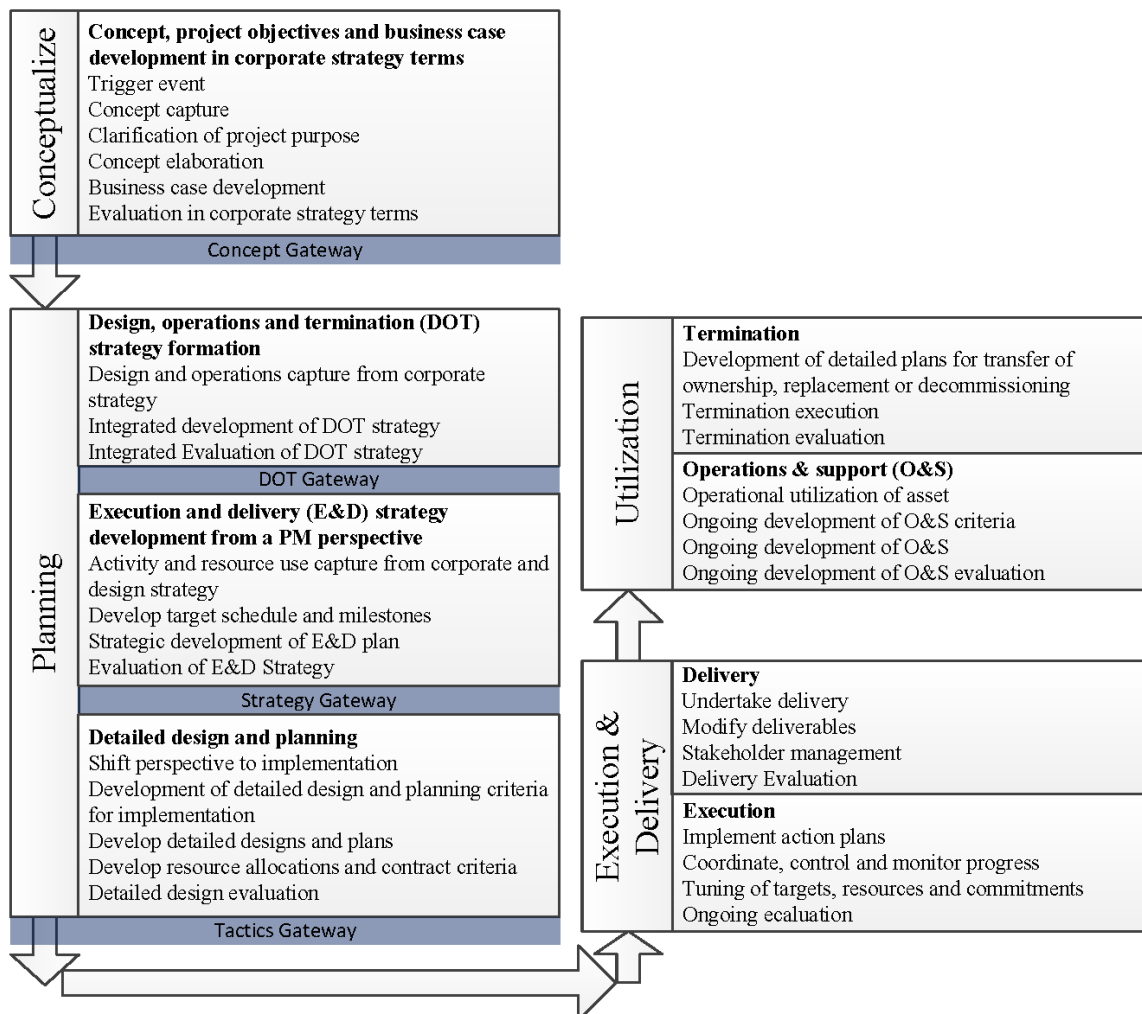 Conceptualize
Concept, project objectives and business case
development in corporate strategy terms
Trigger event
Concept capture
Clarification of project purpose
Concept elaboration
Business case development
Evaluation in corporate strategy terms
Concept Gateway
Planning
Design, operations and termination (DOT)
strategy formation
Design and operations capture from corporate
strategy
Integrated development of DOT strategy
Integrated Evaluation of DOT strategy
DOT Gateway
Execution and delivery (E&D) strategy
development from a PM perspective
Activity and resource use capture from corporate and
design strategy
Develop target schedule and milestones
Strategic development of E&D plan
Evaluation of E&D Strategy
Strategy Gateway
Detailed design and planning
Shift perspective to implementation
Development of detailed design and planning criteria
for implementation
Develop detailed designs and plans
Develop resource allocations and contract criteria
Detailed design evaluation
Tactics Gateway
Utilization
Termination
Development of detailed plans for transfer of
ownership, replacement or decommissioning
Termination execution
Termination evaluation
Operations & support (O&S)
Operational utilization of asset
Ongoing development of O&S criteria
Ongoing development of O&S
Ongoing development of O&S evaluation
Execution &
Delivery
Delivery
Undertake delivery
Modify deliverables
Stakeholder management
Delivery Evaluation
Execution
Implement action plans
Coordinate, control and monitor progress
Tuning of targets, resources and commitments
Ongoing ecaluation